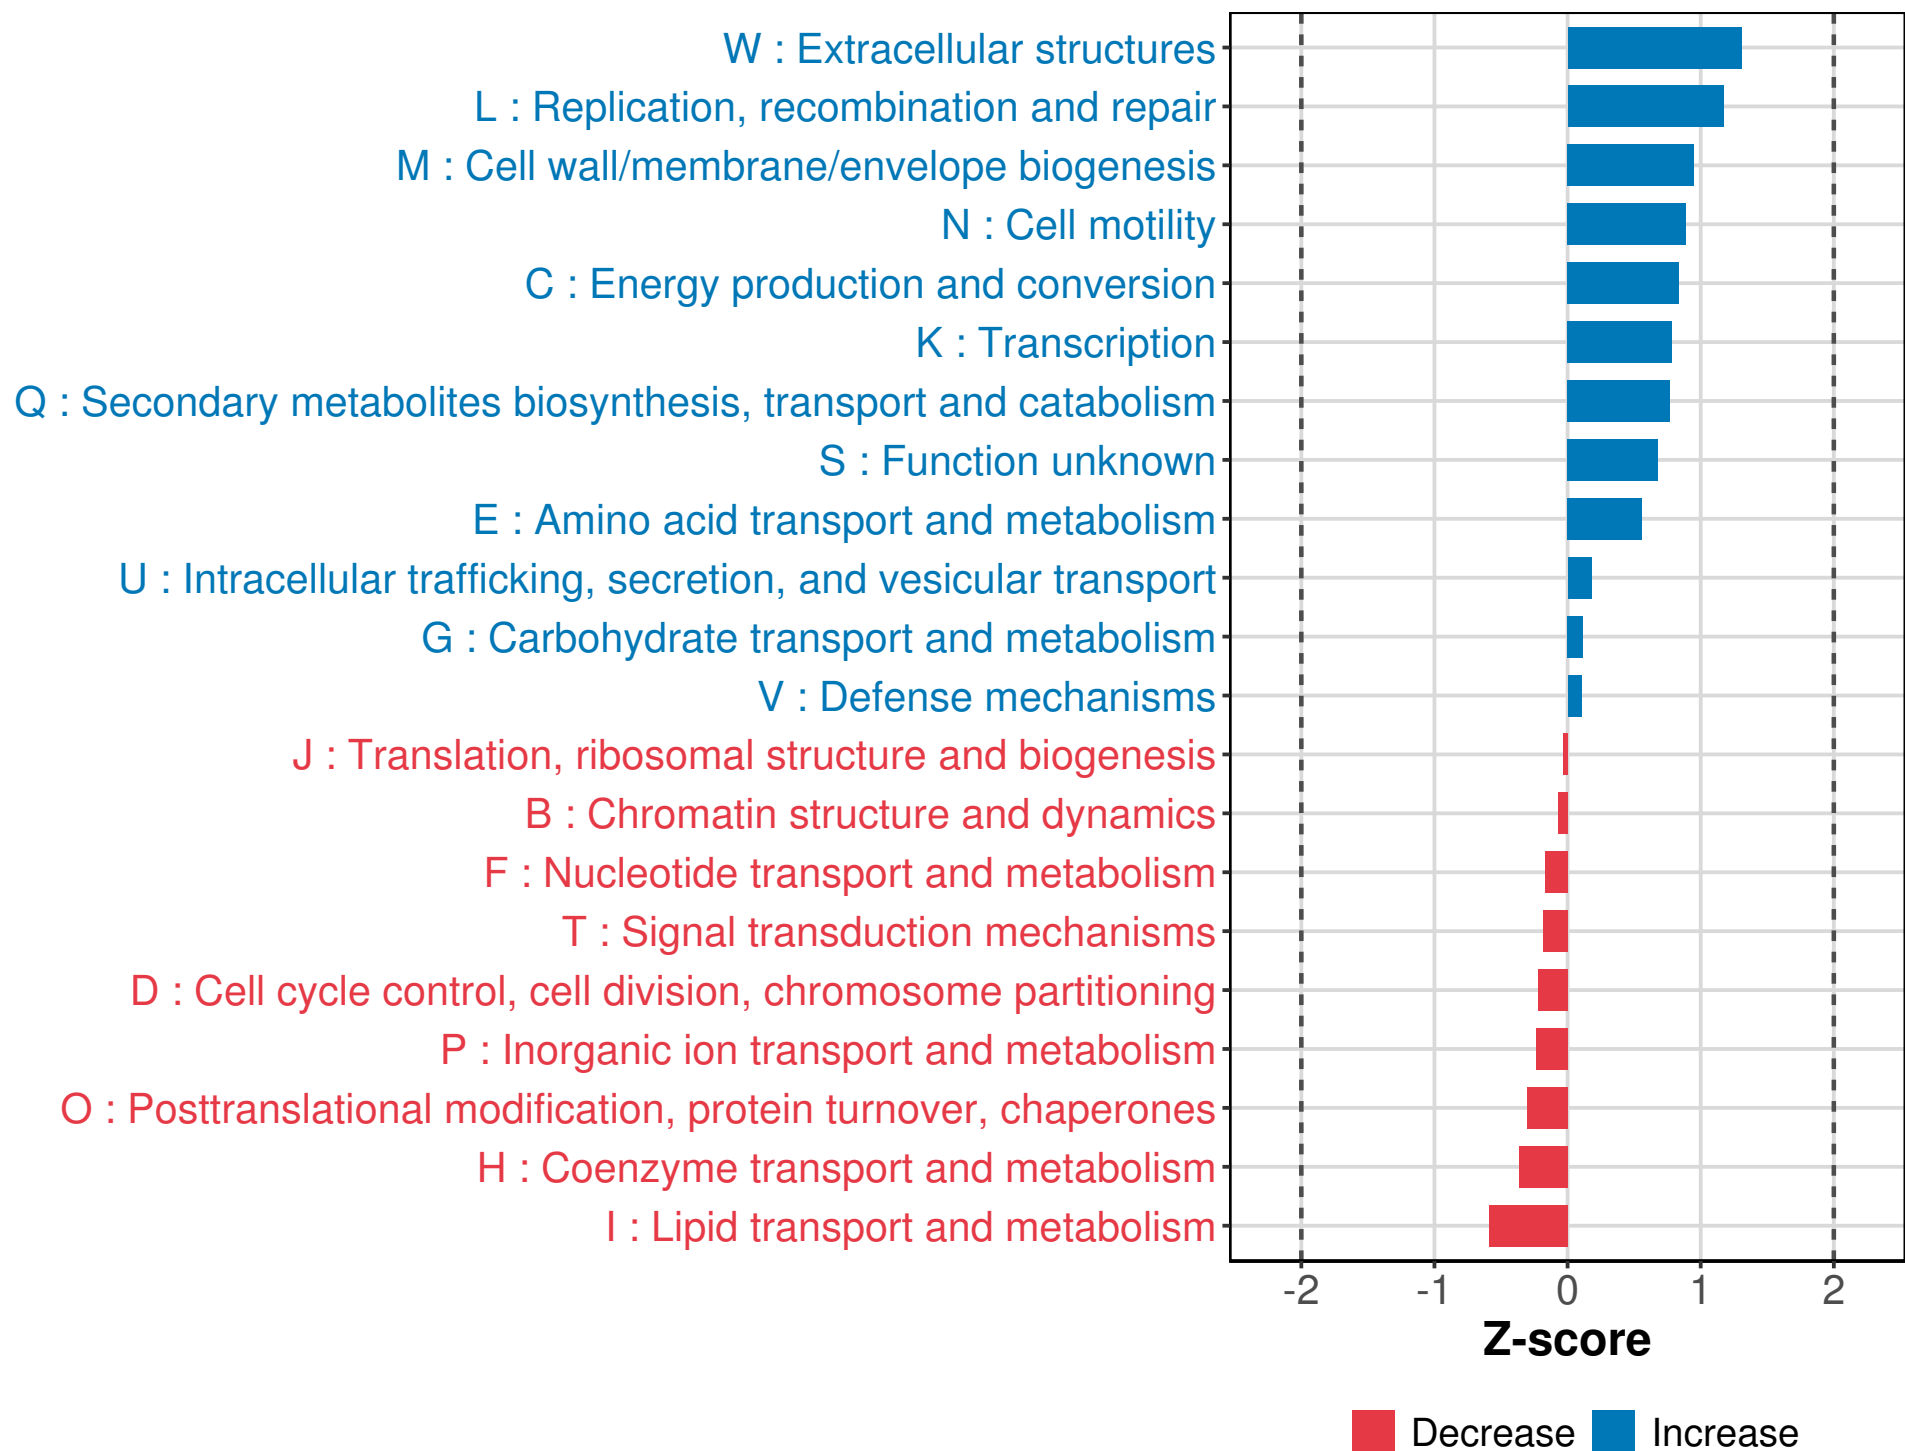 W : Extracellular structures
L : Replication, recombination and repair
M : Cell wall/membrane/envelope biogenesis
N : Cell motility
C : Energy production and conversion
K : Transcription
Q : Secondary metabolites biosynthesis, transport and catabolism
S : Function unknown
E : Amino acid transport and metabolism
U : Intracellular trafficking, secretion, and vesicular transport
G : Carbohydrate transport and metabolism
V : Defense mechanisms
J : Translation, ribosomal structure and biogenesis
B : Chromatin structure and dynamics
F : Nucleotide transport and metabolism
T : Signal transduction mechanisms
D : Cell cycle control, cell division, chromosome partitioning
P : Inorganic ion transport and metabolism
O : Posttranslational modification, protein turnover, chaperones
H : Coenzyme transport and metabolism
I : Lipid transport and metabolism
-2 -1 0 1 2
Z-score
Decrease Increase